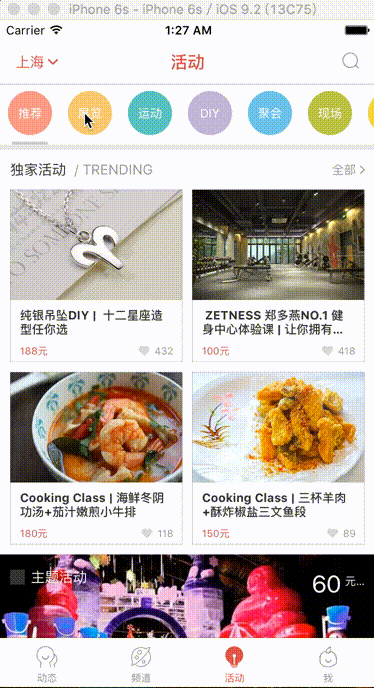 iPhone 6s - iPhone 6s / iOS 9.2 (13C75)
Carrier 1:27 AM
上海 活动
推荐 展览 运动 DIY 聚会 现场
独家活动 / TRENDING 全部
纯银吊坠DIY | 十二星座造
型任你选
188元 432
ZETNESS 郑多燕NO.1 健
身中心体验课 | 让你拥有...
100元 418
Cooking Class | 海鲜冬阴
功汤+茄汁嫩煎小牛排
180元 118
Cooking Class | 三杯羊肉
+酥炸椒盐三文鱼段
150元 89
主题活动 60 元...
动态 频道 活动 我